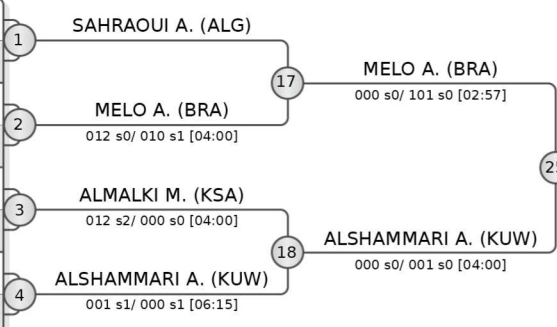 SAHRAOUI A. (ALG)
1
17
MELO A. (BRA)
000 s0/ 101 s0 [02:57]
MELO A. (BRA)
2
012 s0/ 010 s1 [04:00]
ALMALKI M. (KSA)
3
012 s2/ 000 s0 [04:00]
18
ALSHAMMARI A. (KUW)
000 s0/ 001 s0 [04:00]
ALSHAMMARI A. (KUW)
4
001 s1/ 000 s1 [06:15]